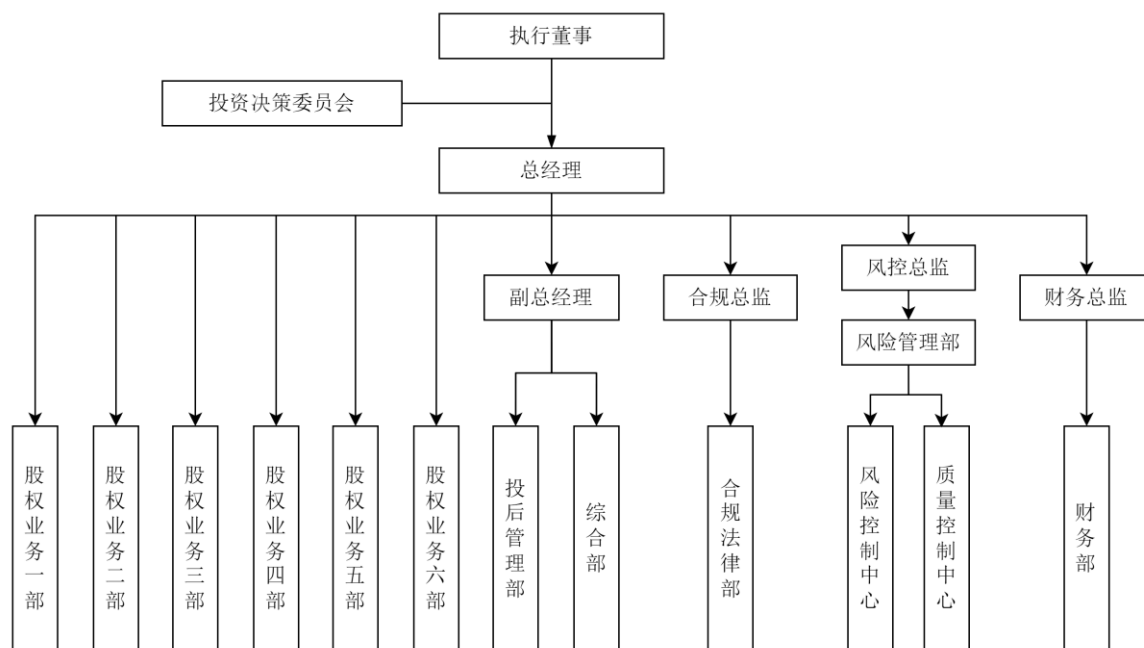 执行董事
投资决策委员会
总经理
风控总监
副总经理
合规总监
财务总监
风险管理部
股权业务一部
股权业务二部
股权业务三部
股权业务四部
股权业务五部
股权业务六部
投后管理部
综合部
合规法律部
风险控制中心
质量控制中心
财务部